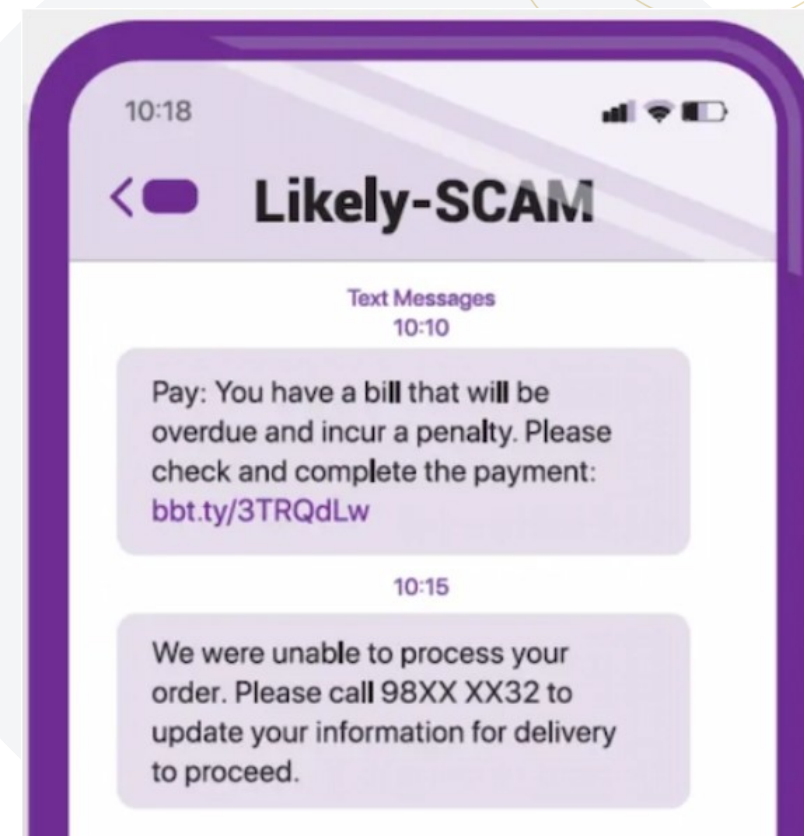 10:18
Likely-SCAM
Text Messages
10:10
Pay: You have a bill that will be
overdue and incur a penalty. Please
check and complete the payment:
bbt.ty/3TRQdLw
10:15
We were unable to process your
order. Please call 98XX XX32 to
update your information for delivery
to proceed.